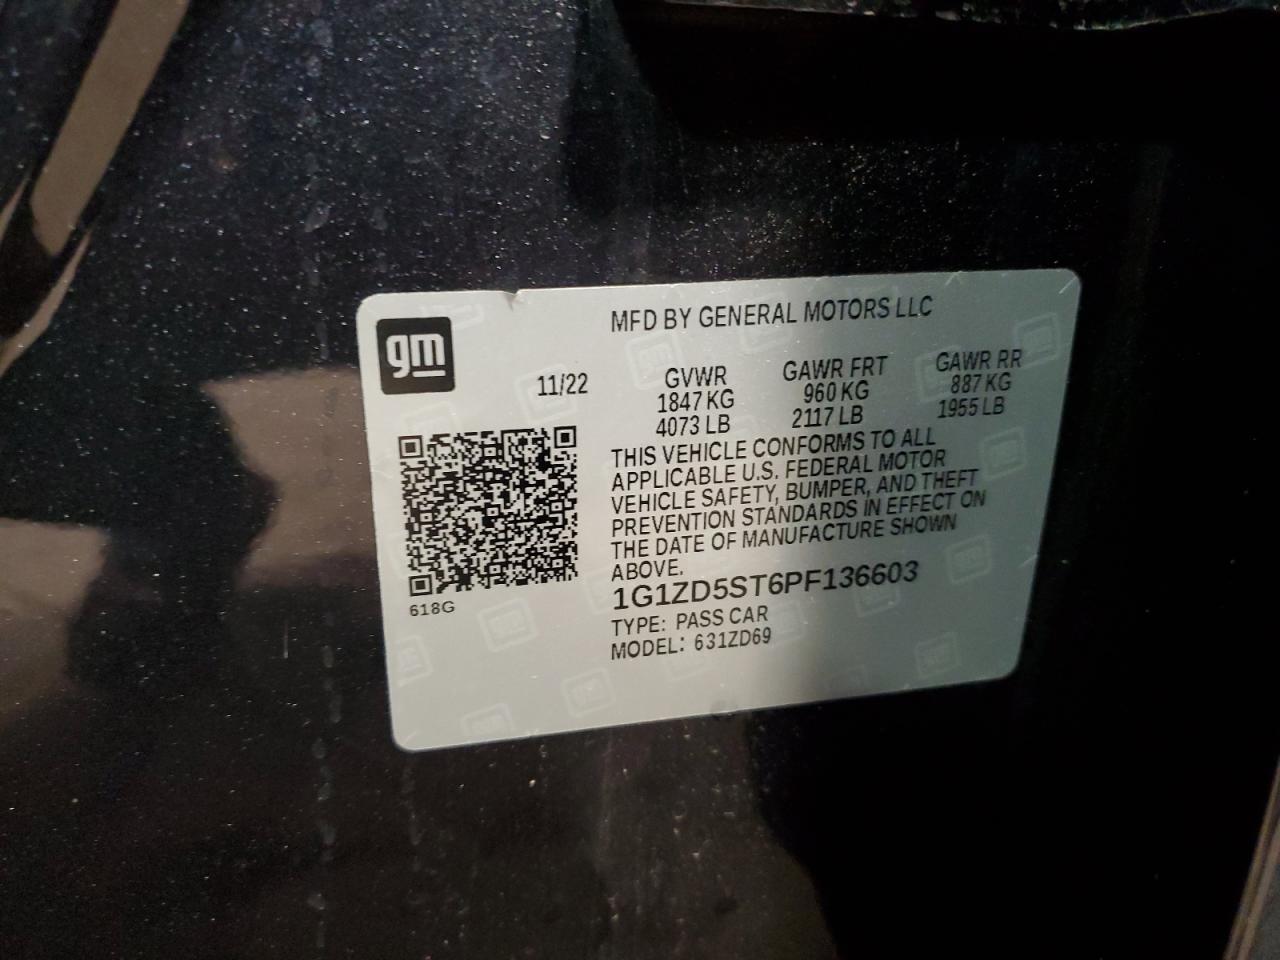 gm
MFD BY GENERAL MOTORS LLC
11/22
GVWR
1847 KG
4073 LB
GAWR FRT
960 KG
2117 LB
GAWR RR
887 KG
1955 LB
THIS VEHICLE CONFORMS TO ALL
APPLICABLE U.S. FEDERAL MOTOR
VEHICLE SAFETY, BUMPER, AND THEFT
PREVENTION STANDARDS IN EFFECT ON
THE DATE OF MANUFACTURE SHOWN
ABOVE.
1G1ZD5ST6PF136603
TYPE: PASS CAR
MODEL: 631ZD69
618G